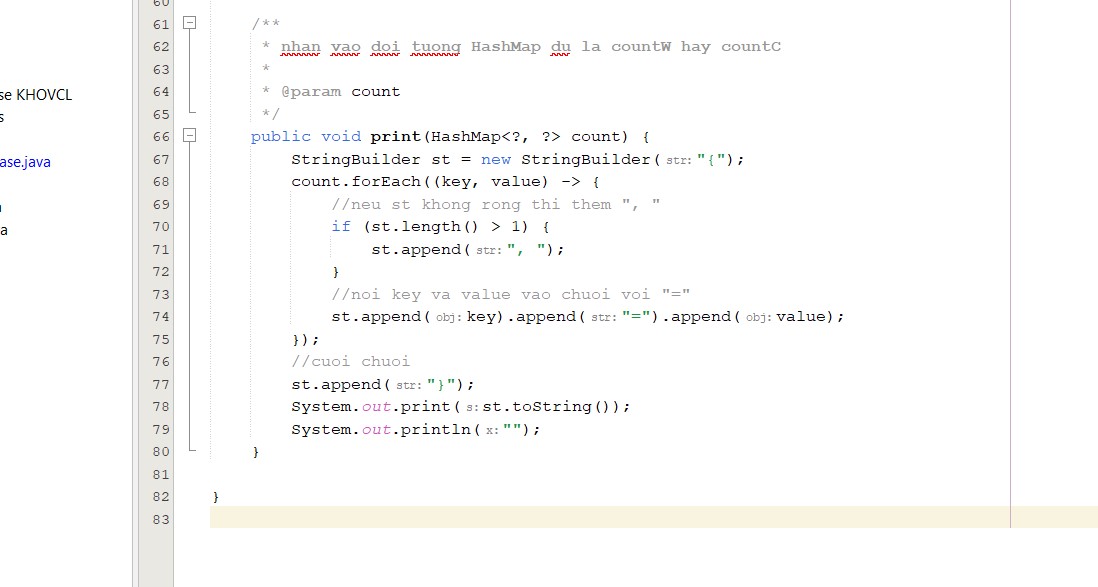 60
61 /**
62 * nhan vao doi tuong HashMap du la countW hay countC
63 *
se KHOVCL
64 * @param count
s
65 */
66 public void print(HashMap<?, ?> count) {
ase.java
67 StringBuilder st = new StringBuilder( str: "{");
68 count.forEach((key, value) -> {
69 //neu st khong rong thi them ", "
a
70 if (st.length() > 1) {
71 st.append( str: ", ");
72 }
73 //noi key va value vao chuoi voi "="
74 st.append( obj: key).append( str: "=").append( obj: value);
75 });
76 //cuoi chuoi
77 st.append( str: "}");
78 System.out.print( s: st.toString());
79 System.out.println( x: "");
80 }
81
82 }
83